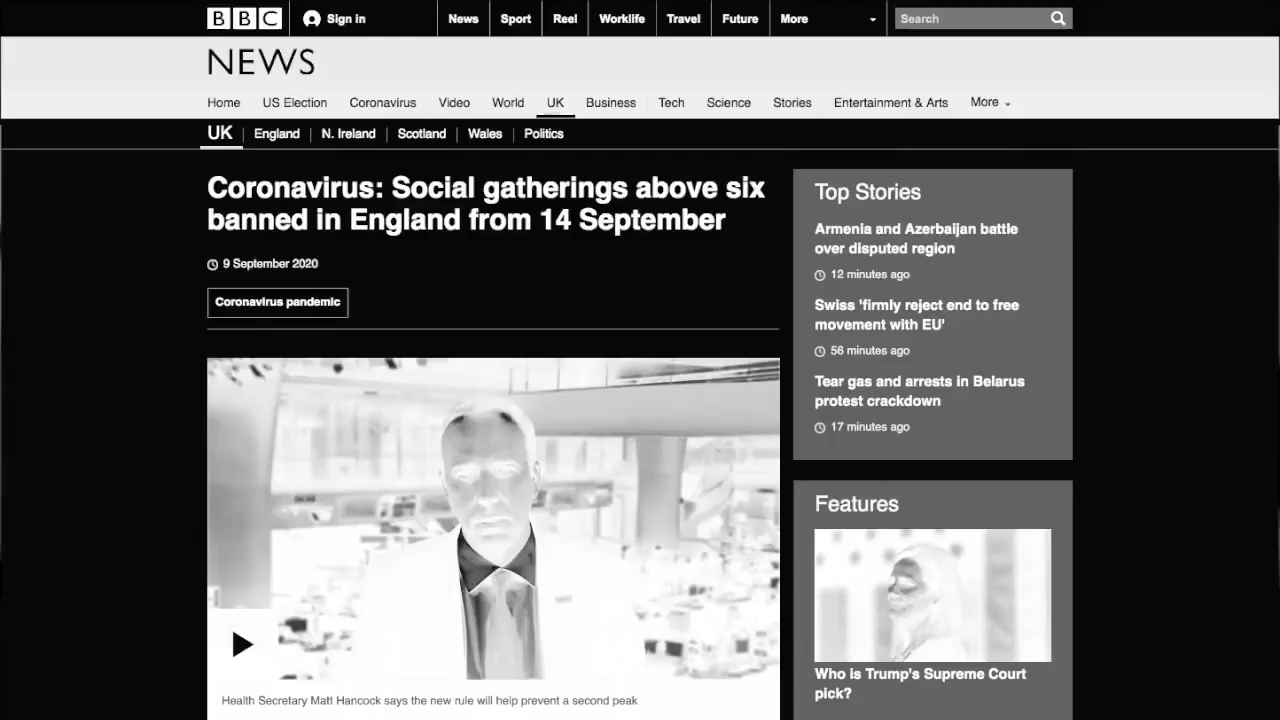 BBC Sign in News Sport Reel Worklife Travel Future More Search
NEWS
Home US Election Coronavirus Video World UK Business Tech Science Stories Entertainment & Arts More
UK England N. Ireland Scotland Wales Politics
Coronavirus: Social gatherings above six
banned in England from 14 September
9 September 2020
Coronavirus pandemic
Health Secretary Matt Hancock says the new rule will help prevent a second peak
Top Stories
Armenia and Azerbaijan battle
over disputed region
12 minutes ago
Swiss 'firmly reject end to free
movement with EU'
56 minutes ago
Tear gas and arrests in Belarus
protest crackdown
17 minutes ago
Features
Who is Trump's Supreme Court
pick?